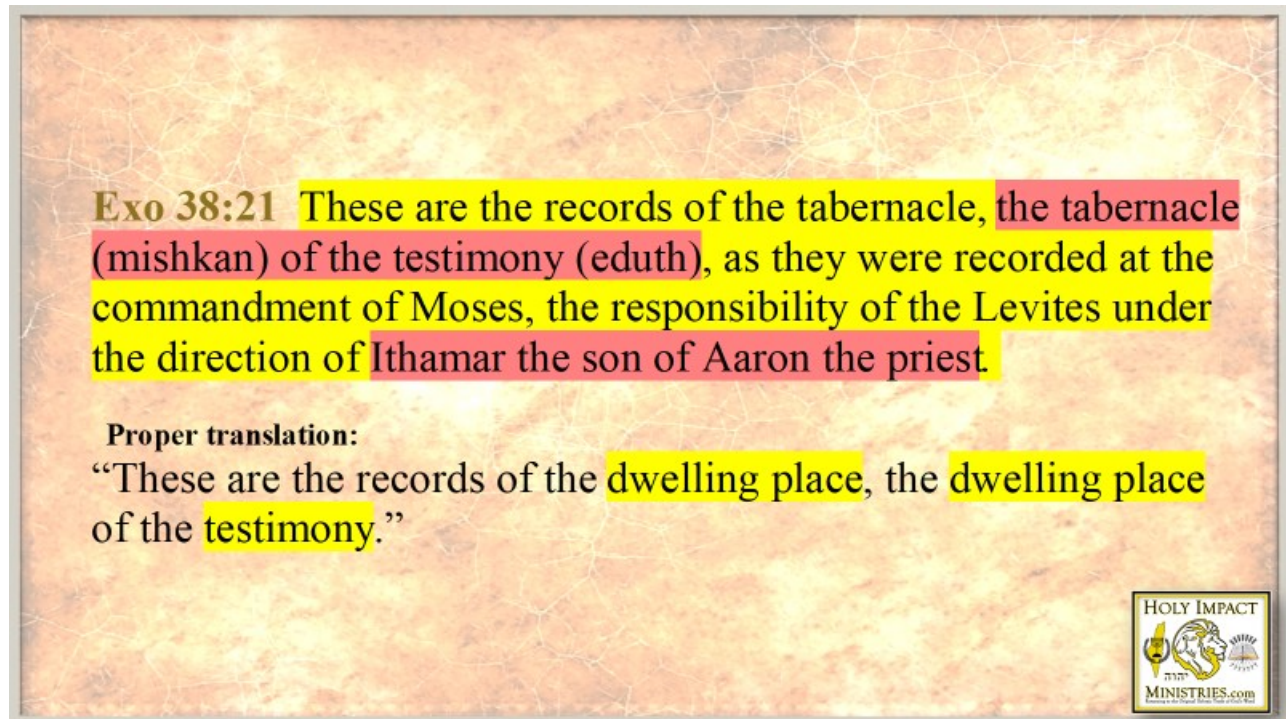 Exo 38:21 These are the records of the tabernacle, the tabernacle
(mishkan) of the testimony (eduth), as they were recorded at the
commandment of Moses, the responsibility of the Levites under
the direction of Ithamar the son of Aaron the priest.
Proper translation:
“These are the records of the dwelling place, the dwelling place
of the testimony.”
HOLY IMPACT
יהוה
MINISTRIES.com